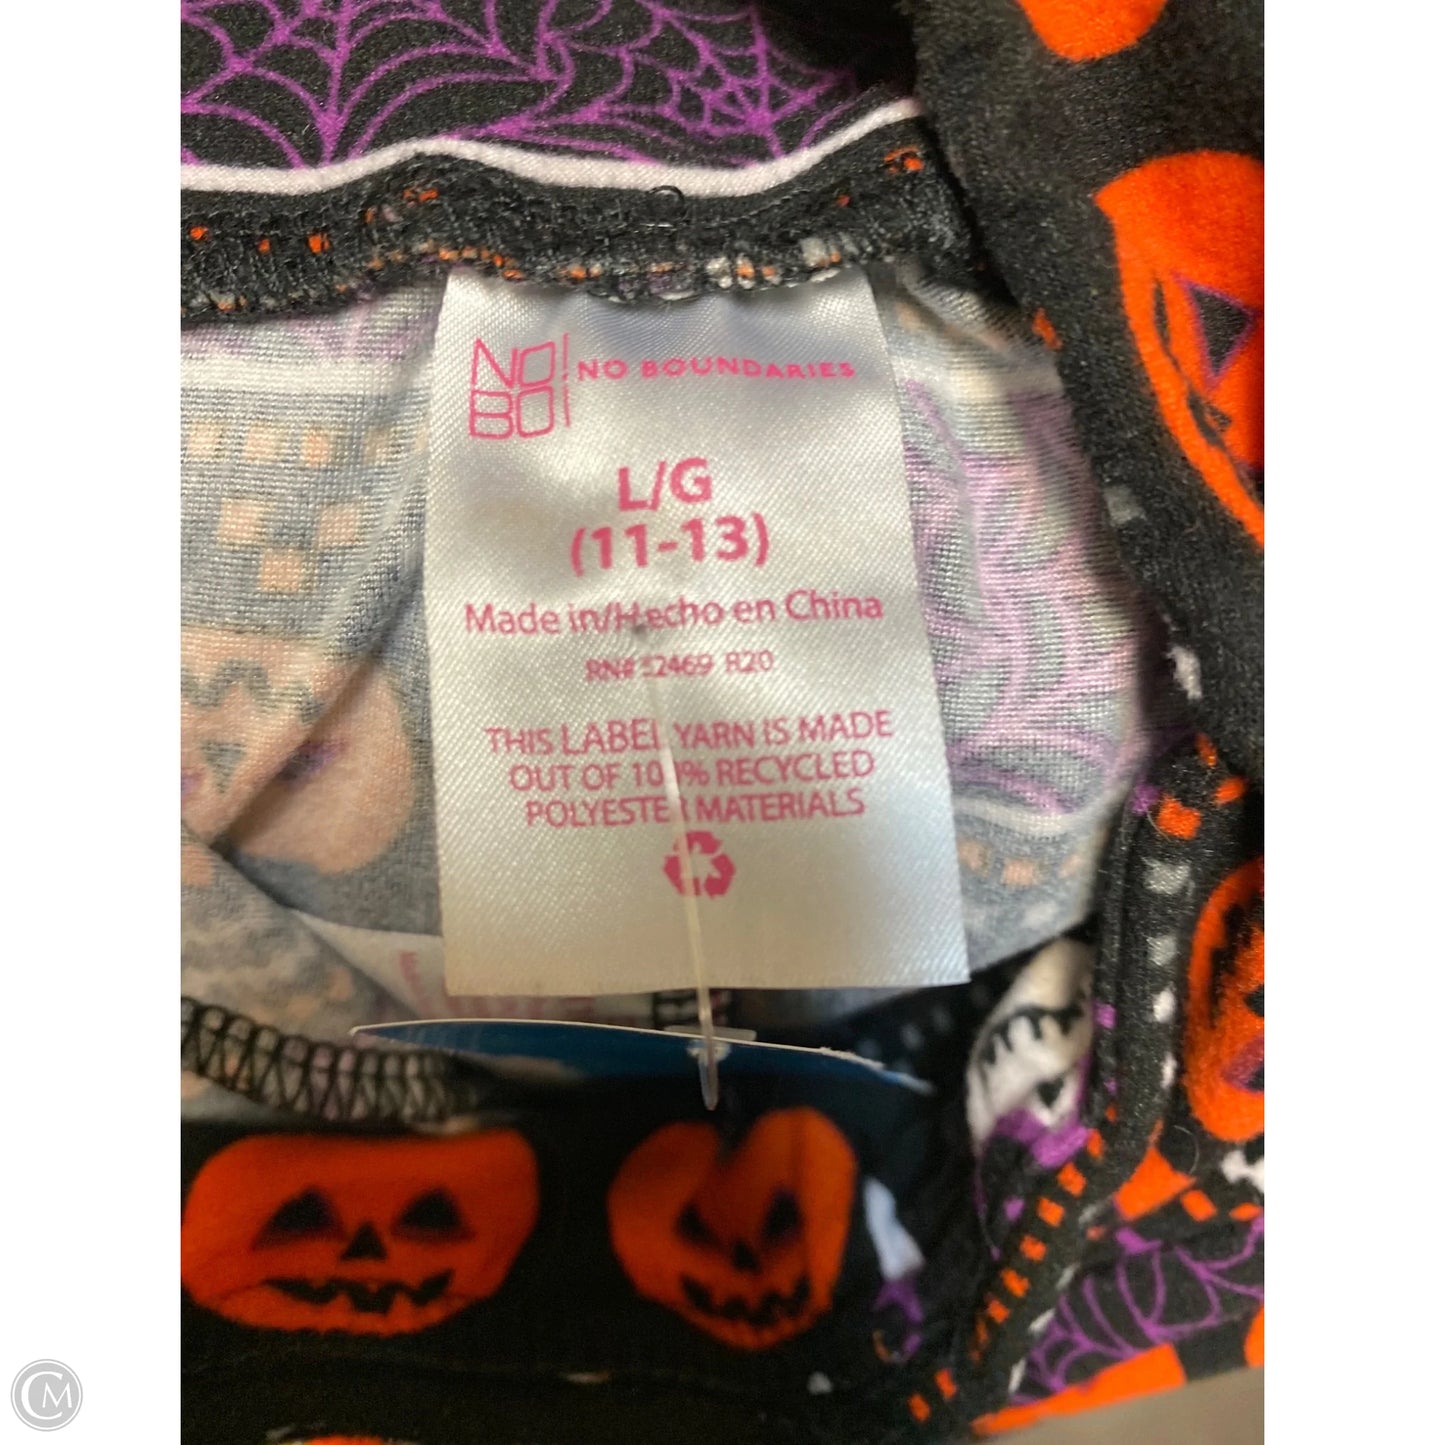 NO!
BO
NO BOUNDARIES
L/G
(11-13)
Made in/Hecho en China
RN# 52469 R20
THIS LABEL YARN IS MADE
OUT OF 100% RECYCLED
POLYESTER MATERIALS
CM